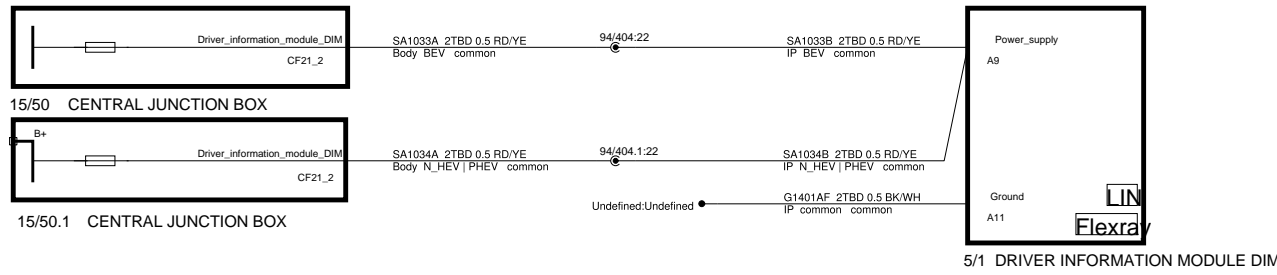 Driver_information_module_DIM
CF21_2
SA1033A 2TBD 0.5 RD/YE
Body BEV common
94/404:22
SA1033B 2TBD 0.5 RD/YE
IP BEV common
Power_supply
A9
15/50 CENTRAL JUNCTION BOX
B+
Driver_information_module_DIM
CF21_2
SA1034A 2TBD 0.5 RD/YE
Body N_HEV | PHEV common
94/404.1:22
SA1034B 2TBD 0.5 RD/YE
IP N_HEV | PHEV common
Undefined:Undefined
G1401AF 2TBD 0.5 BK/WH
IP common common
Ground
A11
LIN
Flexray
15/50.1 CENTRAL JUNCTION BOX
5/1 DRIVER INFORMATION MODULE DIM